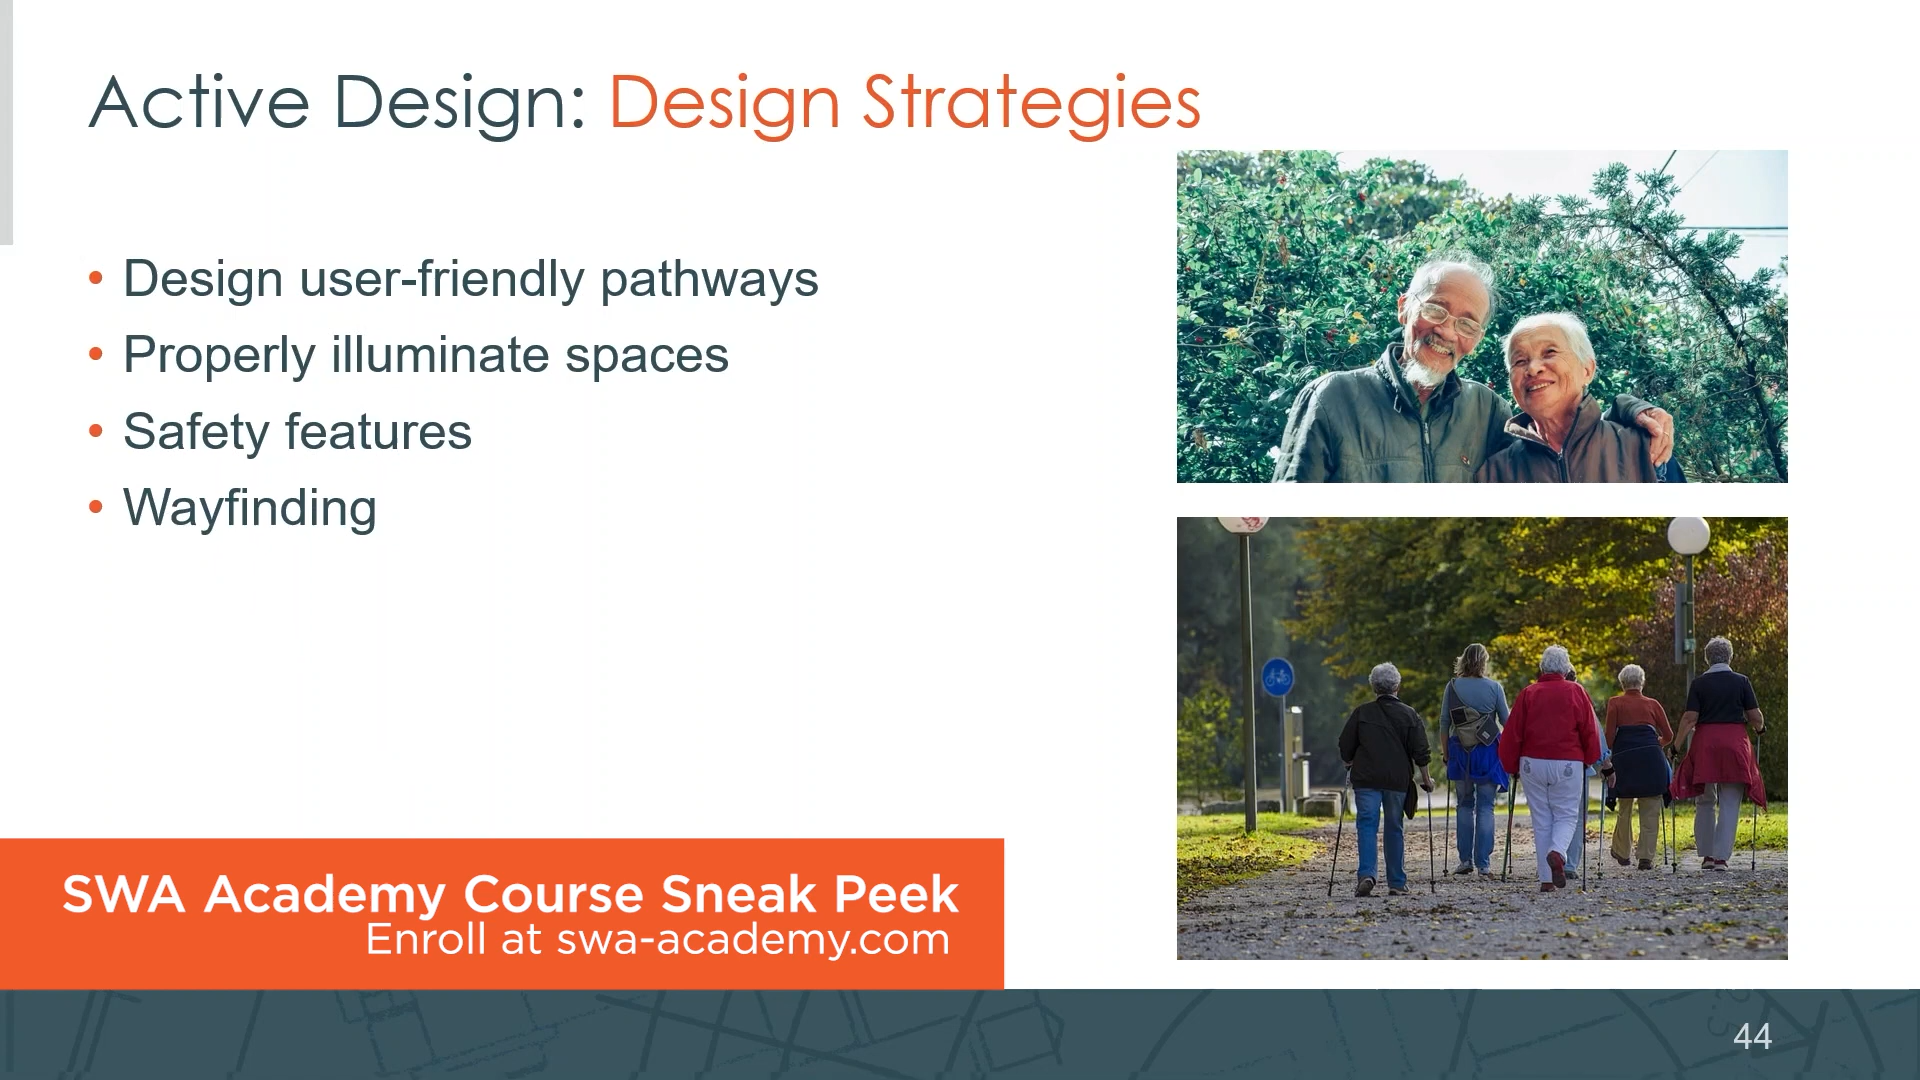 Active Design: Design Strategies
• Design user-friendly pathways
• Properly illuminate spaces
• Safety features
• Wayfinding
SWA Academy Course Sneak Peek
Enroll at swa-academy.com
44